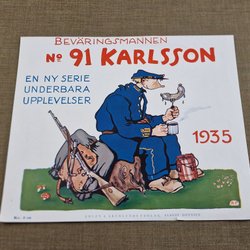 BEVÄRINGSMANNEN
No 91 KARLSSON
EN NY SERIE
UNDERBARA
UPPLEVELSER
1935